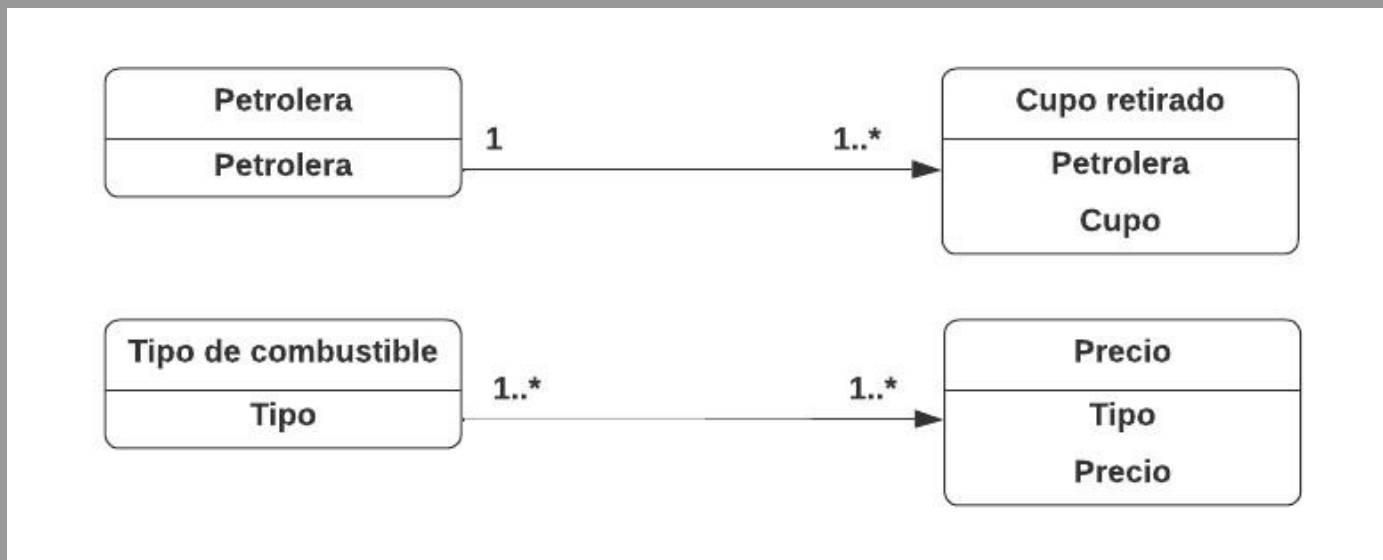 Petrolera
Petrolera
1
1..*
Cupo retirado
Petrolera
Cupo
Tipo de combustible
Tipo
1..*
1..*
Precio
Tipo
Precio